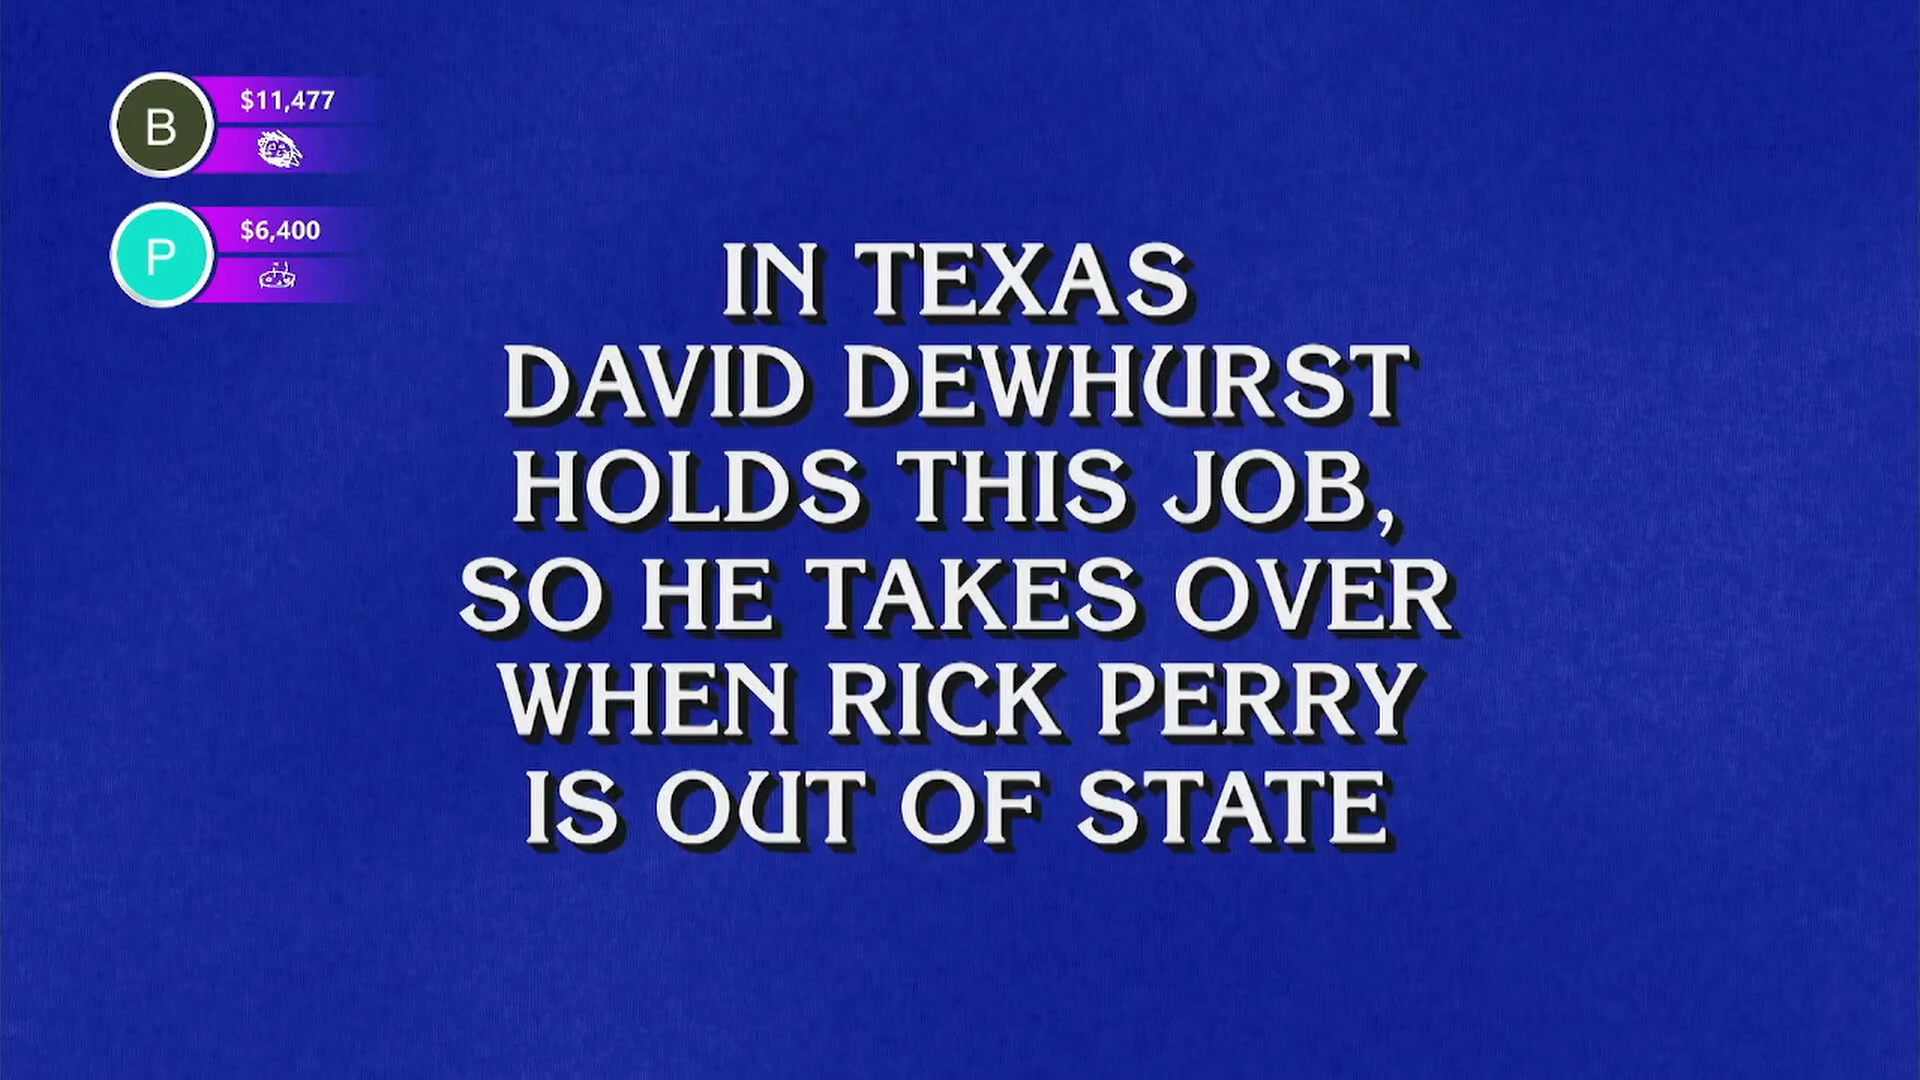 B
$11,477
P
$6,400
IN TEXAS
DAVID DEWHURST
HOLDS THIS JOB,
SO HE TAKES OVER
WHEN RICK PERRY
IS OUT OF STATE